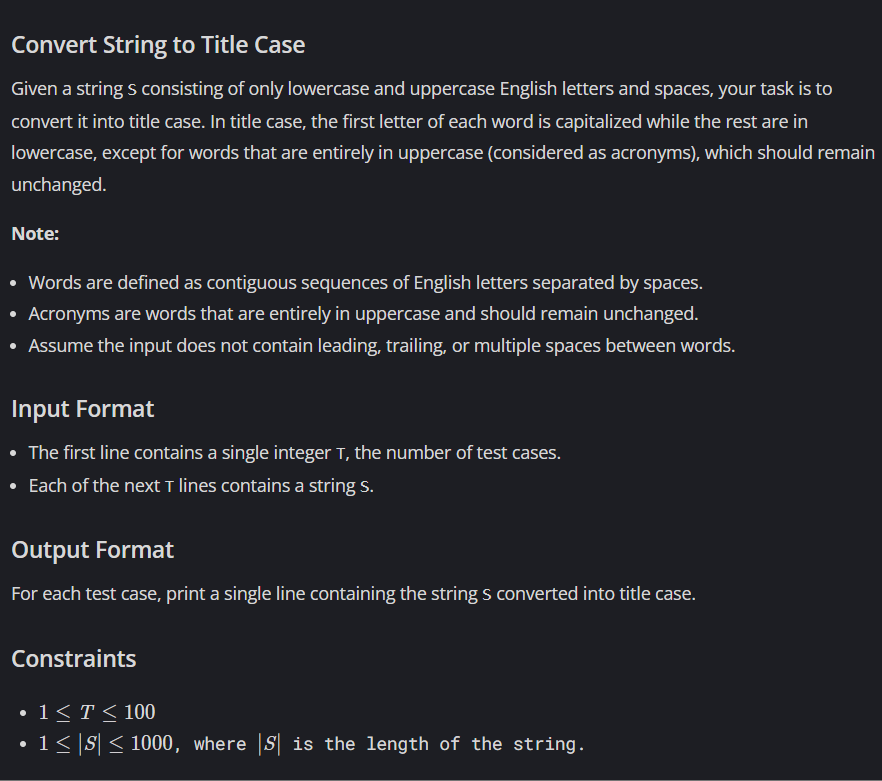 Convert String to Title Case
Given a string S consisting of only lowercase and uppercase English letters and spaces, your task is to
convert it into title case. In title case, the first letter of each word is capitalized while the rest are in
lowercase, except for words that are entirely in uppercase (considered as acronyms), which should remain
unchanged.
Note:
• Words are defined as contiguous sequences of English letters separated by spaces.
• Acronyms are words that are entirely in uppercase and should remain unchanged.
• Assume the input does not contain leading, trailing, or multiple spaces between words.
Input Format
• The first line contains a single integer T, the number of test cases.
• Each of the next T lines contains a string S.
Output Format
For each test case, print a single line containing the string S converted into title case.
Constraints
• 1 ≤ T ≤ 100
• 1 ≤ |S| ≤ 1000, where |S| is the length of the string.